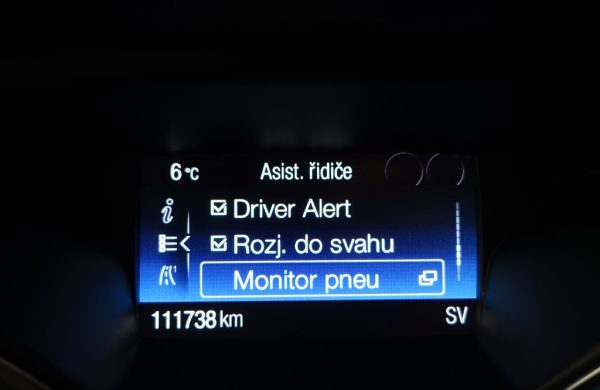 6 °C Asist. řidiče
Driver Alert
Rozj. do svahu
Monitor pneu
111738 km SV